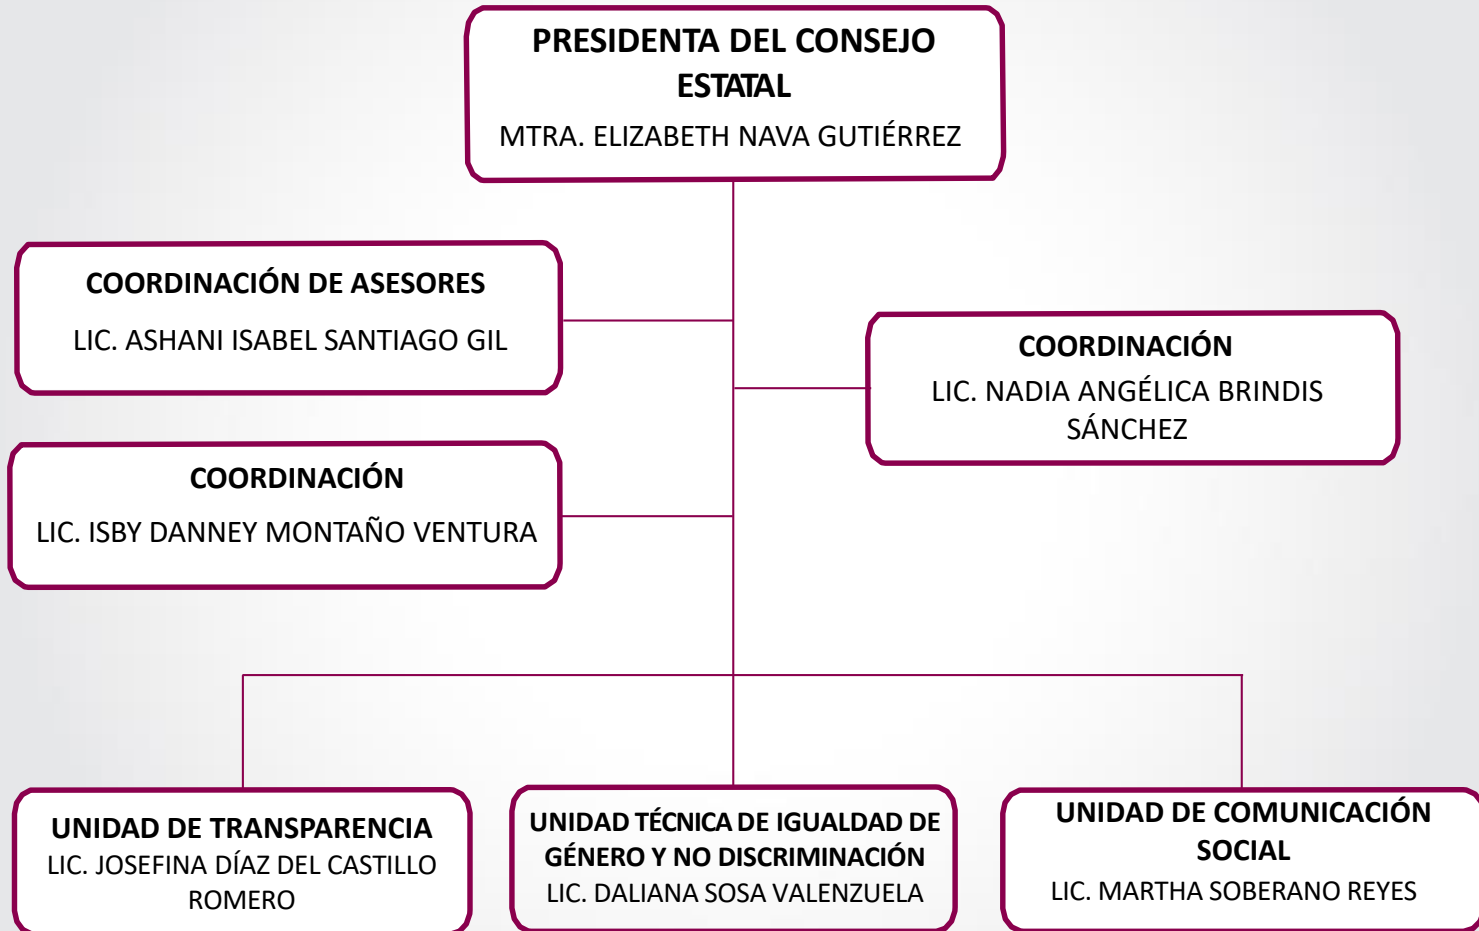 PRESIDENTA DEL CONSEJO
ESTATAL
MTRA. ELIZABETH NAVA GUTIÉRREZ
COORDINACIÓN DE ASESORES
LIC. ASHANI ISABEL SANTIAGO GIL
COORDINACIÓN
LIC. NADIA ANGÉLICA BRINDIS
SÁNCHEZ
COORDINACIÓN
LIC. ISBY DANNEY MONTAÑO VENTURA
UNIDAD DE TRANSPARENCIA
LIC. JOSEFINA DÍAZ DEL CASTILLO
ROMERO
UNIDAD TÉCNICA DE IGUALDAD DE
GÉNERO Y NO DISCRIMINACIÓN
LIC. DALIANA SOSA VALENZUELA
UNIDAD DE COMUNICACIÓN
SOCIAL
LIC. MARTHA SOBERANO REYES